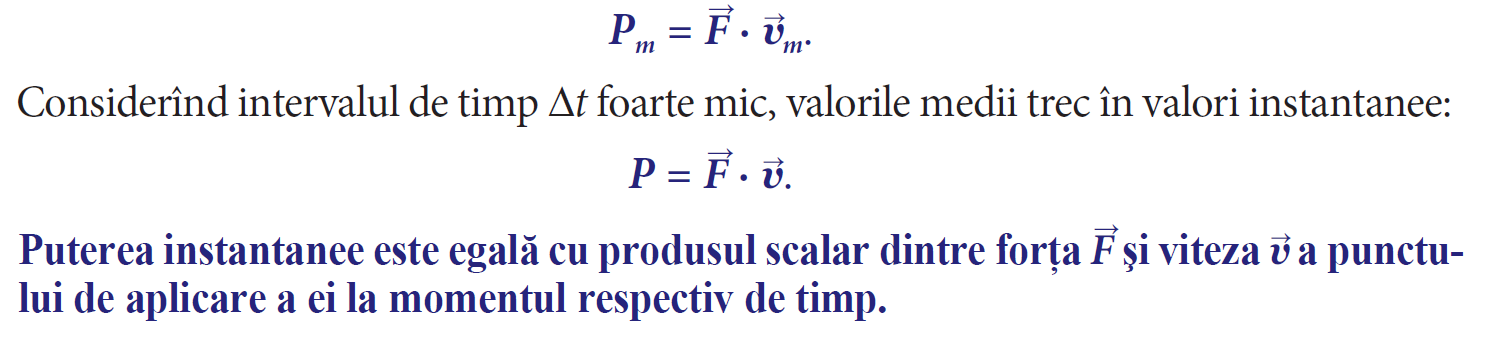 P_m = F⃗ · v⃗_m.
Considerînd intervalul de timp Δt foarte mic, valorile medii trec în valori instantanee:
P = F⃗ · v⃗.
Puterea instantanee este egală cu produsul scalar dintre forța F⃗ şi viteza v⃗ a punctu-
lui de aplicare a ei la momentul respectiv de timp.